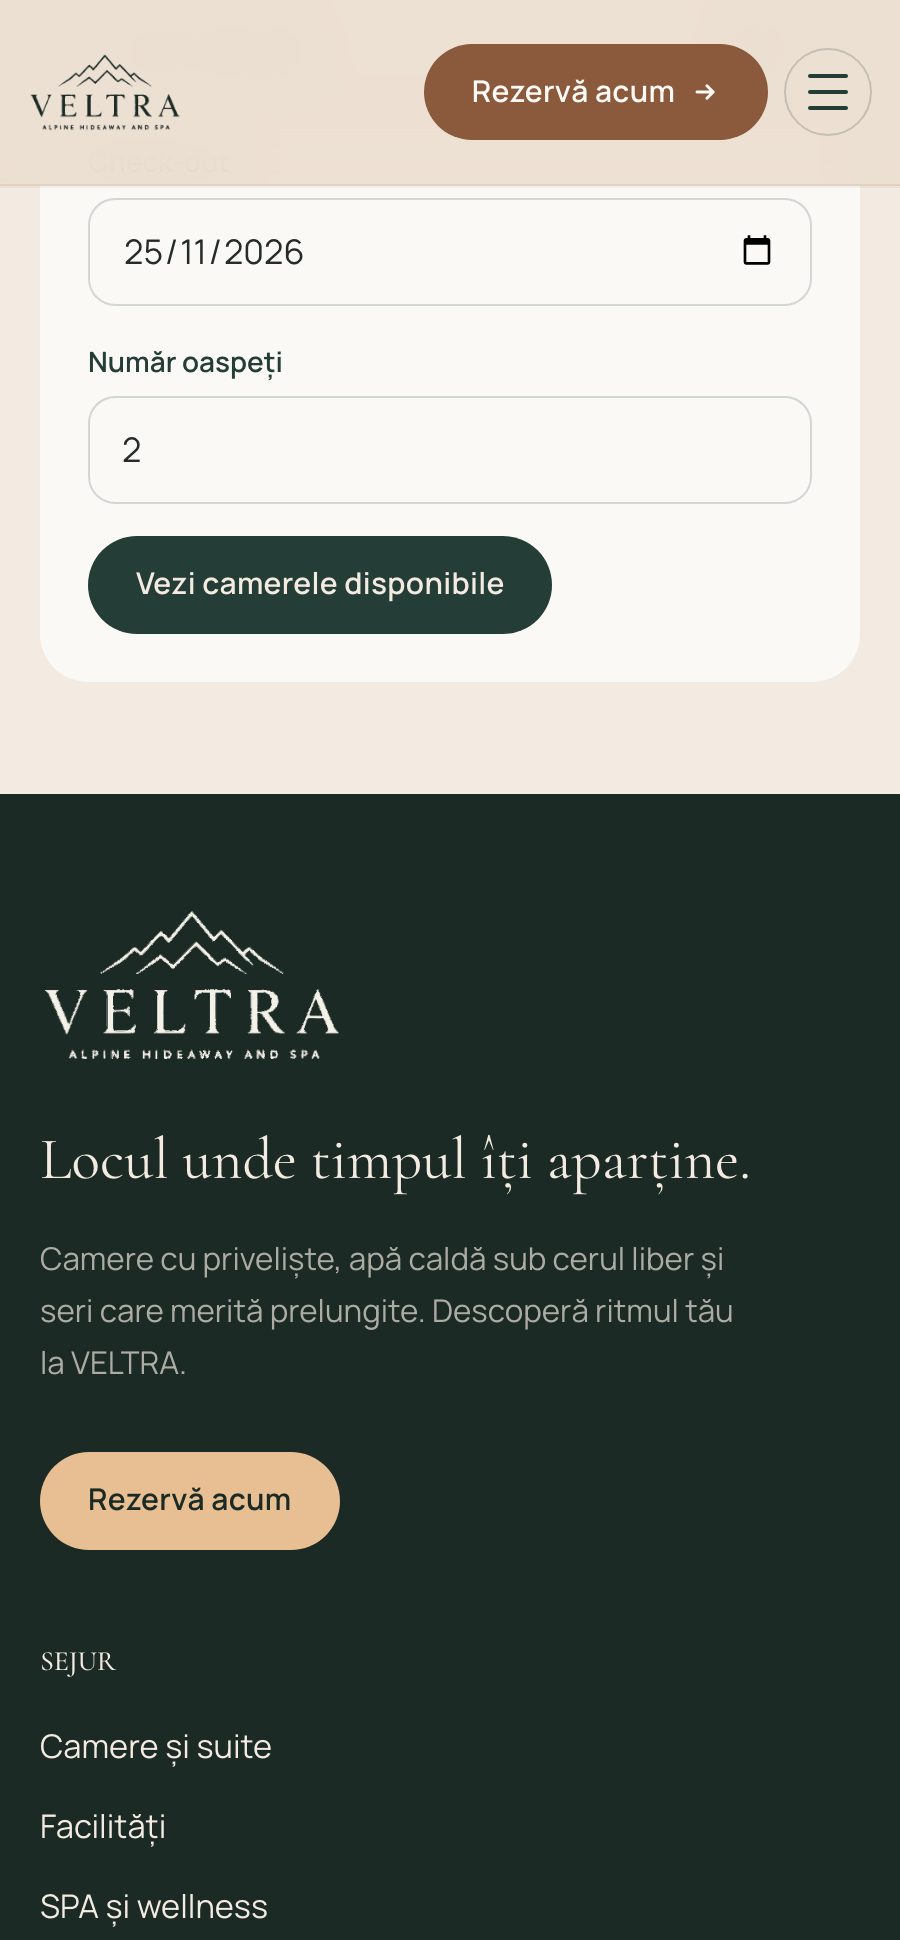 VELTRA
ALPINE HIDEAWAY AND SPA
Rezervă acum →
Check-out
25/11/2026
Număr oaspeți
2
Vezi camerele disponibile
VELTRA
ALPINE HIDEAWAY AND SPA
Locul unde timpul îți aparține.
Camere cu priveliște, apă caldă sub cerul liber și
seri care merită prelungite. Descoperă ritmul tău
la VELTRA.
Rezervă acum
SEJUR
Camere și suite
Facilități
SPA și wellness